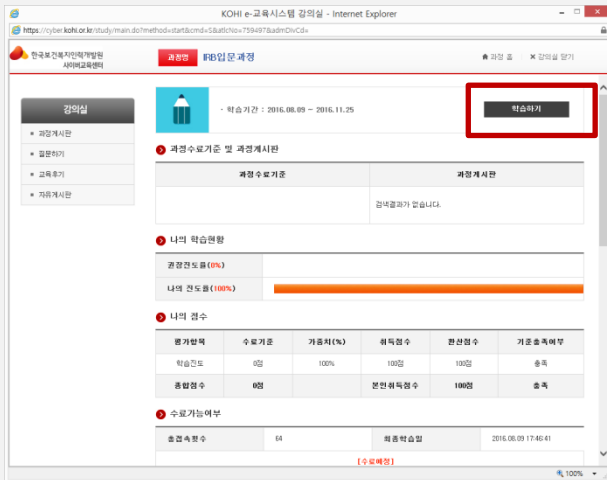 KOHI e-교육시스템 강의실 - Internet Explorer
https://cyber.kohi.or.kr/study/main.do?method=start&cmd=S&atlcNo=759497&admDivCd=
한국보건복지인력개발원
사이버교육센터
과정명 IRB입문과정
과정 홈 × 강의실 닫기
강의실
과정게시판
질문하기
교육후기
자유게시판
- 학습기간 : 2016.08.09 ~ 2016.11.25
학습하기
과정수료기준 및 과정게시판
과정수료기준 과정게시판
검색결과가 없습니다.
나의 학습현황
권장진도율(0%)
나의 진도율(100%)
나의 점수
평가항목 수료기준 가중치(%) 취득점수 환산점수 기준충족여부
학습진도 0점 100% 100점 100점 충족
종합점수 0점 본인취득점수 100점 충족
수료가능여부
총접속횟수 64 최종학습일 2016.08.09 17:46:41
[수료예정]
100%